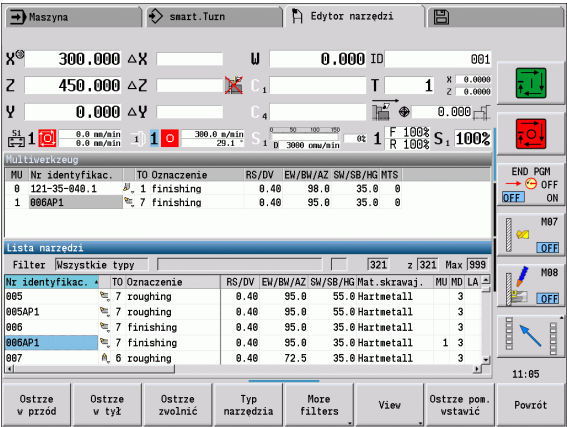 Maszyna
smart.Turn
Edytor narzędzi
X 300.000 ΔX U 0.000 ID 001
Z 450.000 ΔZ C 1 T 1 X 0.0000 Z 0.0000
Y 0.000 ΔY C 4 0.000
S1 1 0.0 mm/min 0.0 mm/min 1 300.0 m/min 29.1 ° S 1 0 50 100 150 D 3000 omw/min 0% 1 F 100% R 100% S1 100%
Multiwerkzeug
MU Nr identyfikac. TO Oznaczenie RS/DV EW/BW/AZ SW/SB/HG MTS
0 121-35-040.1 1 finishing 0.40 98.0 35.0 0
1 006AP1 7 finishing 0.40 95.0 35.0 0
Lista narzędzi
Filter Wszystkie typy 321 z 321 Max 999
Nr identyfikac. TO Oznaczenie RS/DV EW/BW/AZ SW/SB/HG Mat.skrawaj. MU MD LA
005 7 roughing 0.40 95.0 55.0 Hartmetall 3
005AP1 7 roughing 0.40 95.0 55.0 Hartmetall 3
006 7 finishing 0.40 95.0 35.0 Hartmetall 3
006AP1 7 finishing 0.40 95.0 35.0 Hartmetall 1 3
007 6 roughing 0.40 72.5 35.0 Hartmetall 3
END PGM
OFF
OFF ON
M07
OFF
M08
OFF
11:05
Ostrze w przód
Ostrze w tył
Ostrze zwolnić
Typ narzędzia
More filters
View
Ostrze pom. wstawić
Powrót